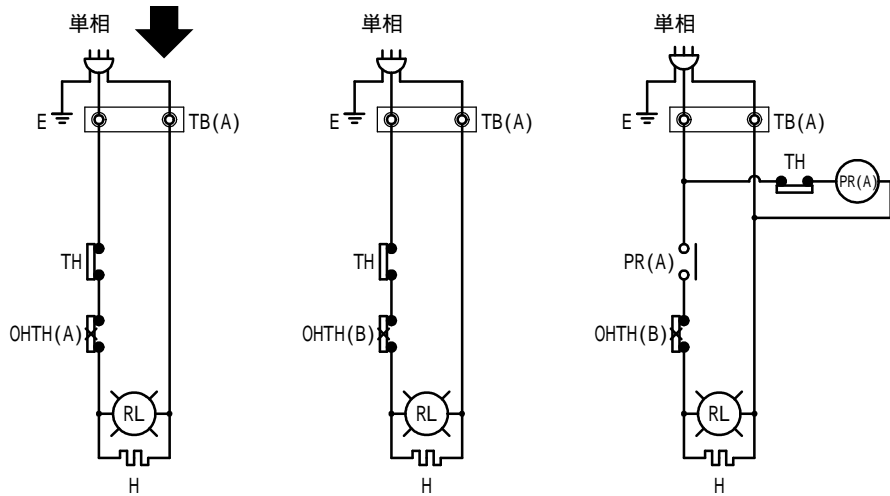 単相
E
TB(A)
TH
OHTH(A)
RL
H
単相
E
TB(A)
TH
OHTH(B)
RL
H
単相
E
TB(A)
TH
PR(A)
PR(A)
OHTH(B)
RL
H